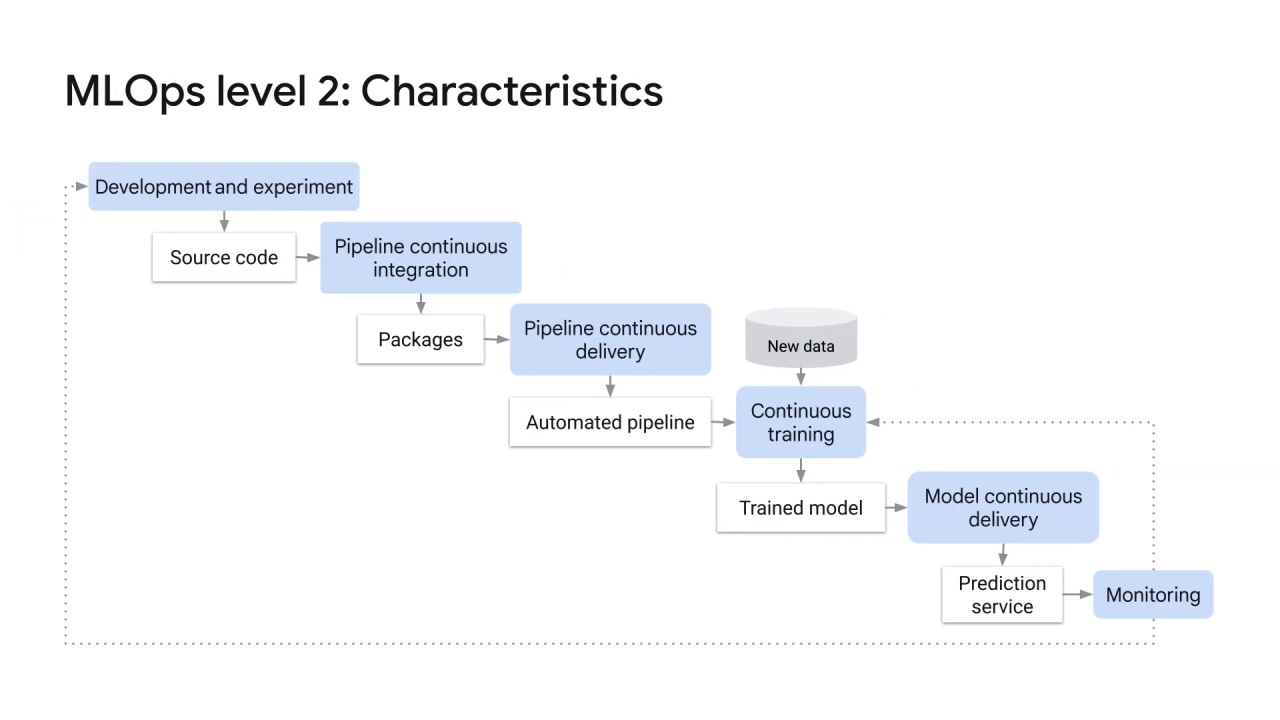 MLOps level 2: Characteristics
Development and experiment
Source code
Pipeline continuous
integration
Packages
Pipeline continuous
delivery
New data
Automated pipeline
Continuous
training
Trained model
Model continuous
delivery
Prediction
service
Monitoring